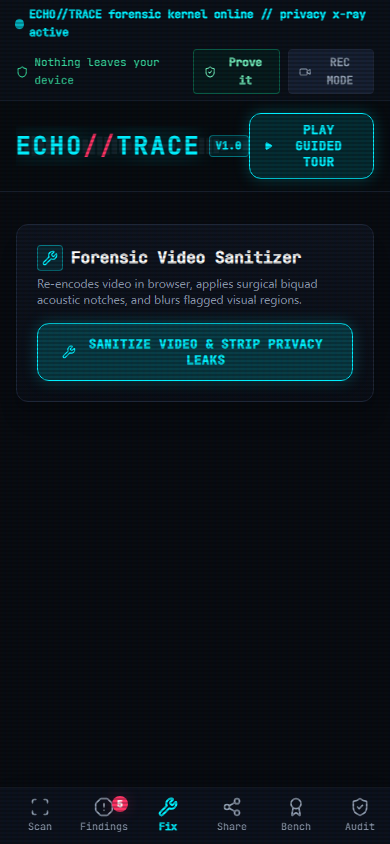 ECHO//TRACE forensic kernel online // privacy x-ray
active
Nothing leaves your
device
Prove
it
REC
MODE
ECHO//TRACE
V1.0
PLAY
GUIDED
TOUR
Forensic Video Sanitizer
Re-encodes video in browser, applies surgical biquad
acoustic notches, and blurs flagged visual regions.
SANITIZE VIDEO & STRIP PRIVACY
LEAKS
5
Scan
Findings
Fix
Share
Bench
Audit